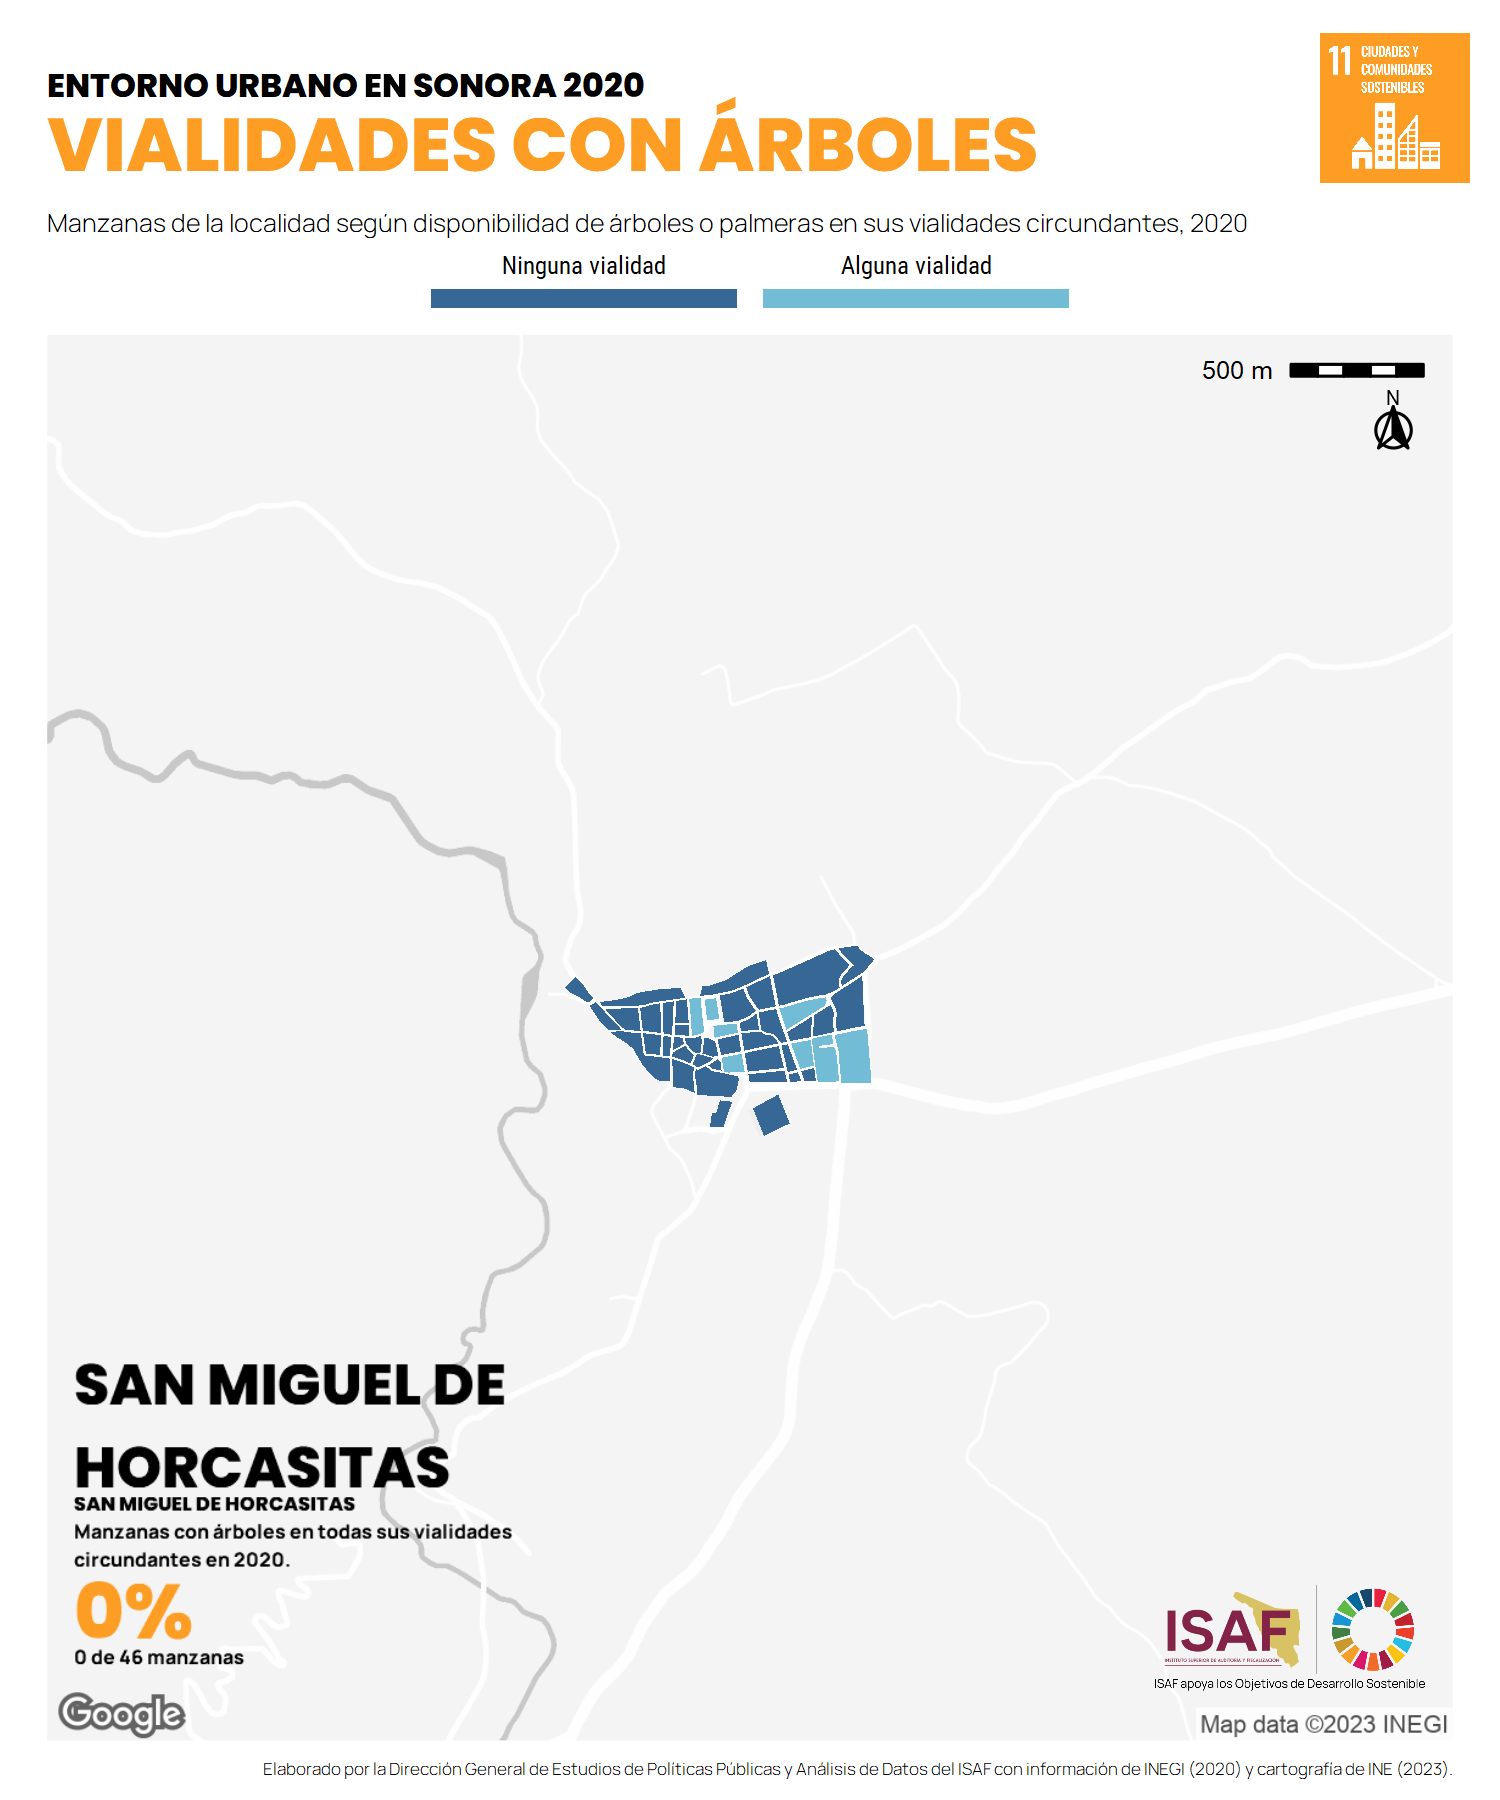 ENTORNO URBANO EN SONORA 2020
VIALIDADES CON ÁRBOLES
11 CIUDADES Y
COMUNIDADES
SOSTENIBLES
Manzanas de la localidad según disponibilidad de árboles o palmeras en sus vialidades circundantes, 2020
Ninguna vialidad Alguna vialidad
500 m
N
SAN MIGUEL DE
HORCASITAS
SAN MIGUEL DE HORCASITAS
Manzanas con árboles en todas sus vialidades
circundantes en 2020.
0%
0 de 46 manzanas
ISAF
INSTITUTO SUPERIOR DE AUDITORÍA Y FISCALIZACIÓN
ISAF apoya los Objetivos de Desarrollo Sostenible
Google
Map data ©2023 INEGI
Elaborado por la Dirección General de Estudios de Políticas Públicas y Análisis de Datos del ISAF con información de INEGI (2020) y cartografía de INE (2023).